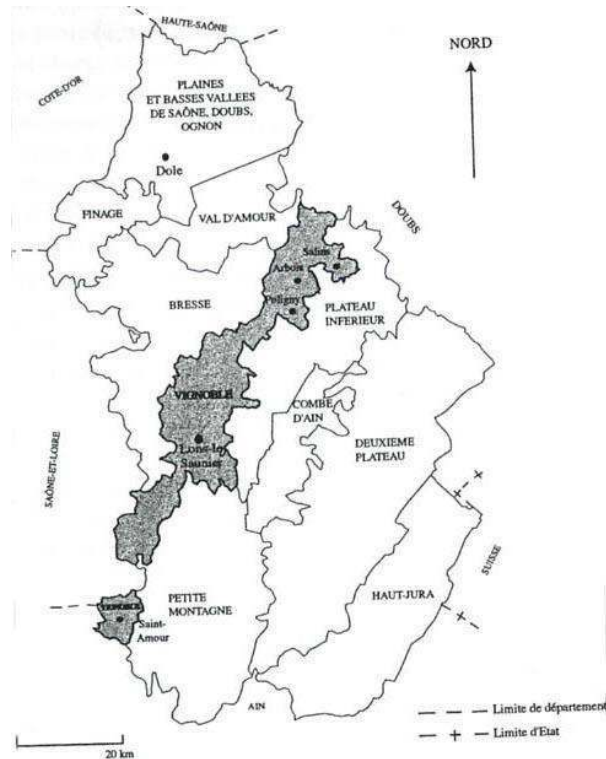 HAUTE-SAÔNE
NORD
COTE-D'OR
PLAINES
ET BASSES VALLEES
DE SAÔNE, DOUBS,
OGNON
Dole
FINAGE
VAL D'AMOUR
DOUBS
Salins
Arbois
Poligny
BRESSE
PLATEAU
INFERIEUR
VIGNOBLE
COMBE
D'AIN
DEUXIEME
PLATEAU
Lons-le
Saunier
SAÔNE-ET-LOIRE
SUISSE
PETITE
MONTAGNE
HAUT-JURA
VIGNOBLE
Saint-
Amour
AIN
Limite de département
Limite d'Etat
20 km